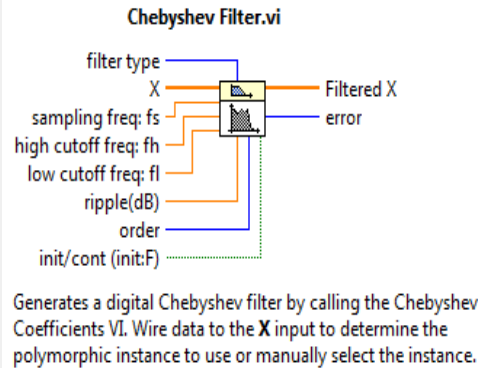 Chebyshev Filter.vi
filter type
X
Filtered X
sampling freq: fs
error
high cutoff freq: fh
low cutoff freq: fl
ripple(dB)
order
init/cont (init:F)
Generates a digital Chebyshev filter by calling the Chebyshev
Coefficients VI. Wire data to the X input to determine the
polymorphic instance to use or manually select the instance.